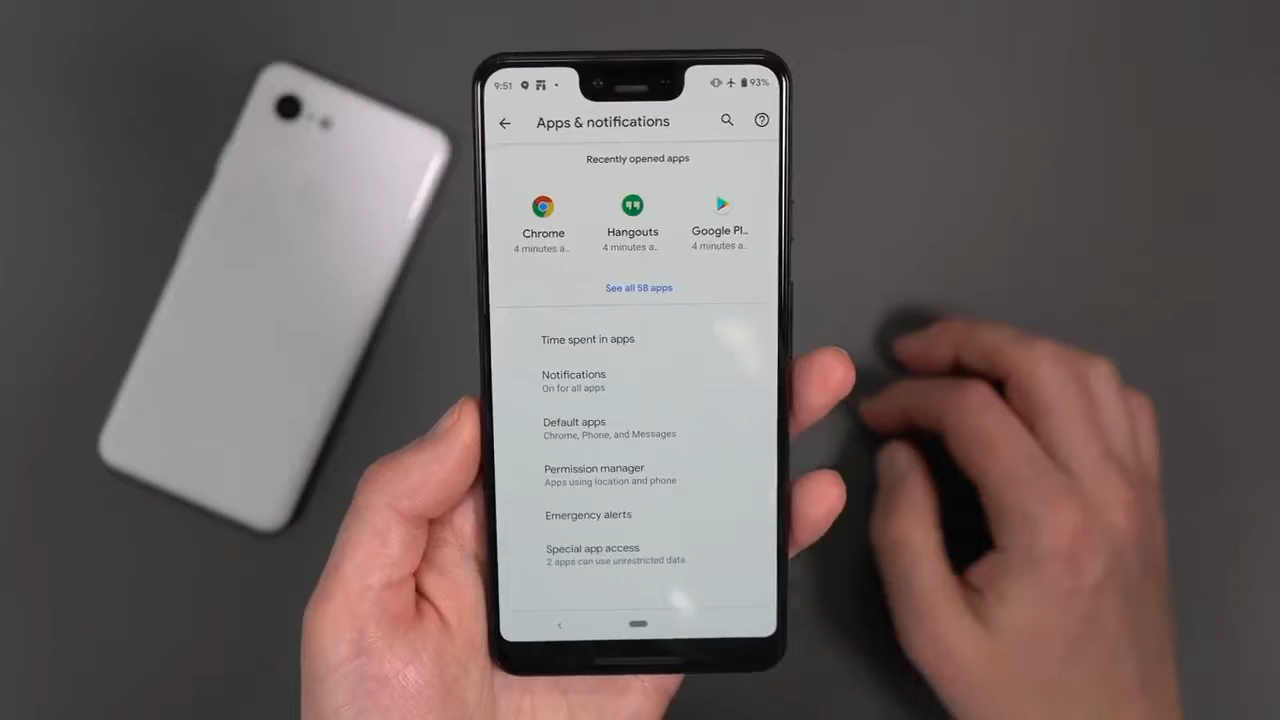 9:51 93%
Apps & notifications
Recently opened apps
Chrome Hangouts Google Pl..
4 minutes a.. 4 minutes a.. 4 minutes a..
See all 58 apps
Time spent in apps
Notifications
On for all apps
Default apps
Chrome, Phone, and Messages
Permission manager
Apps using location and phone
Emergency alerts
Special app access
2 apps can use unrestricted data